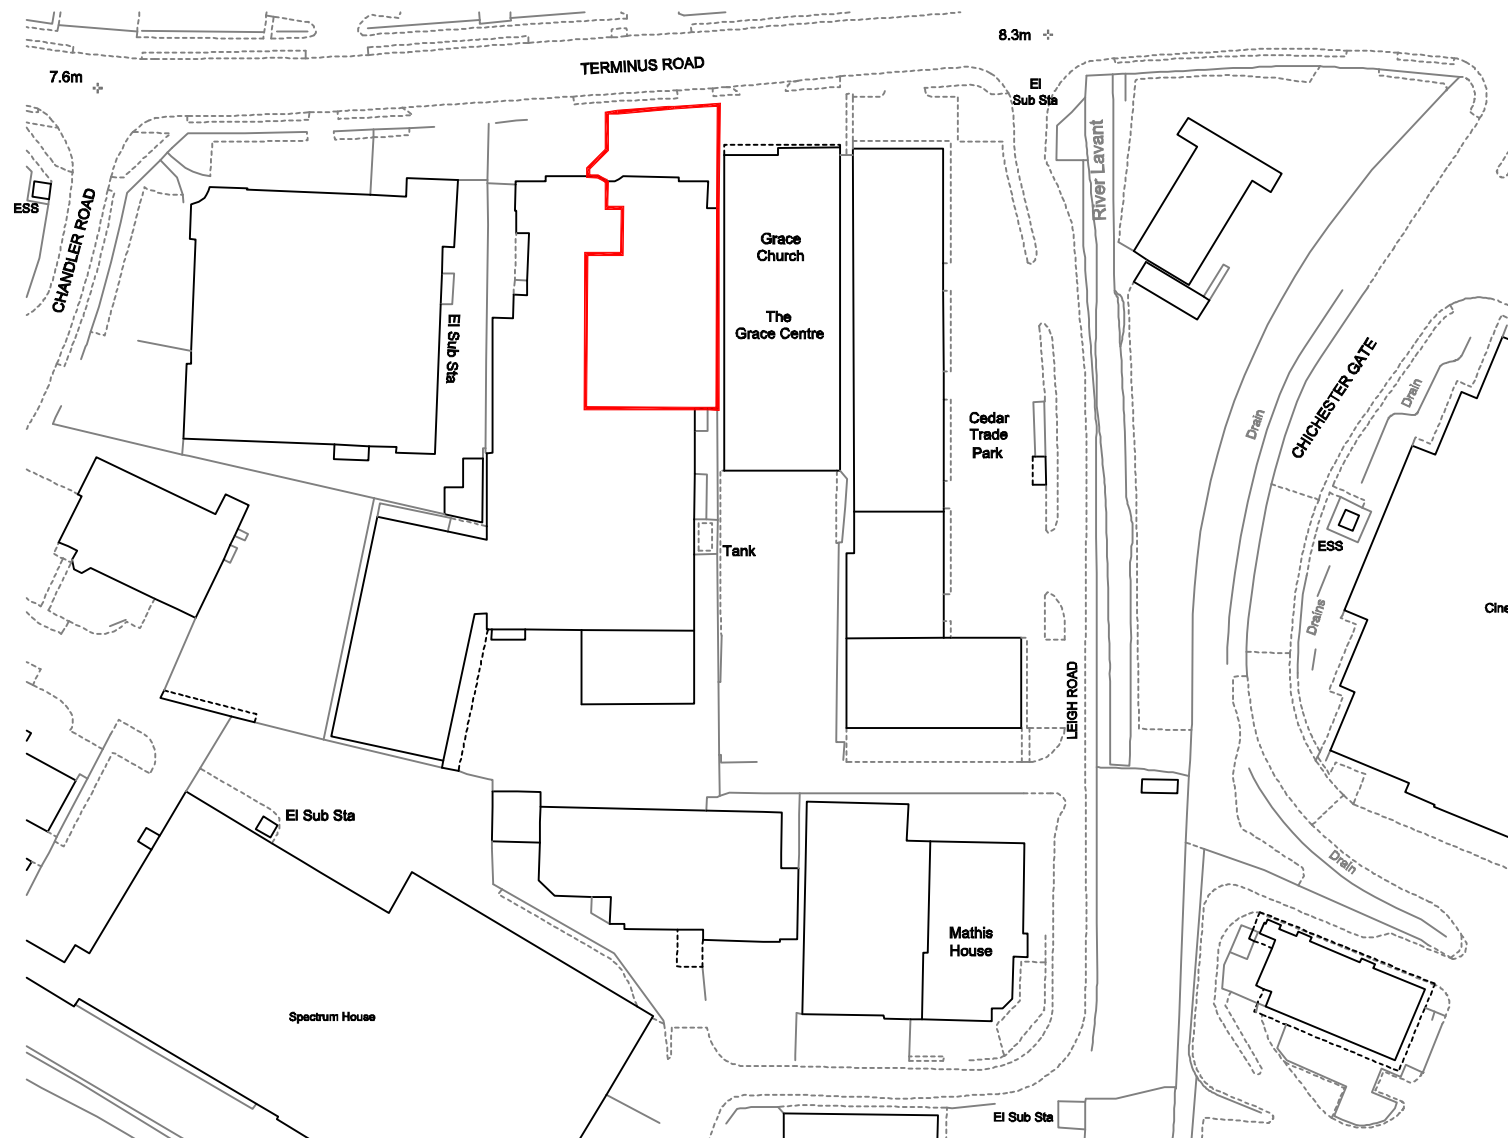 8.3m
TERMINUS ROAD
7.6m
El
Sub Sta
River Lavant
ESS
CHANDLER ROAD
Grace
Church
The
Grace Centre
El Sub Sta
CHICHESTER GATE
Drain
Drain
Cedar
Trade
Park
ESS
Tank
Drains
Cine
LEIGH ROAD
El Sub Sta
Drain
Mathis
House
Spectrum House
El Sub Sta